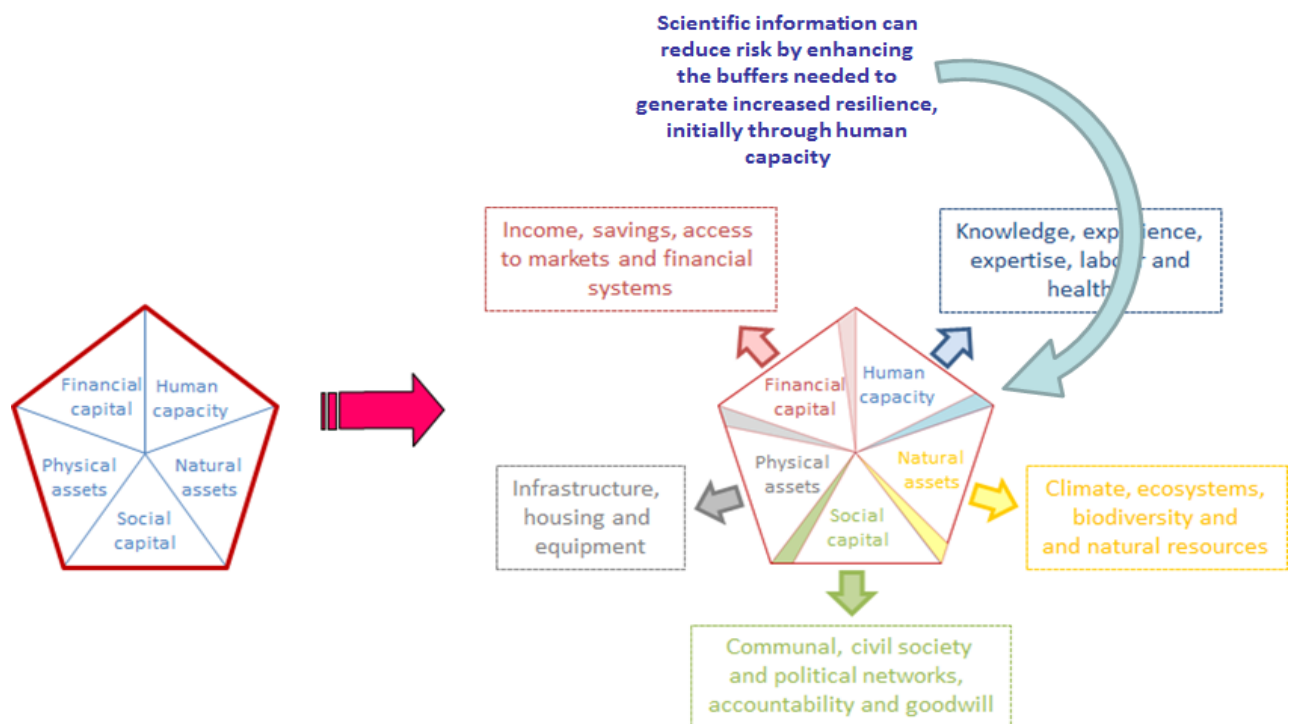 Scientific information can
reduce risk by enhancing
the buffers needed to
generate increased resilience,
initially through human
capacity
Income, savings, access
to markets and financial
systems
Knowledge, experience,
expertise, labour and
health
Financial
capital
Human
capacity
Physical
assets
Natural
assets
Social
capital
Financial
capital
Human
capacity
Physical
assets
Natural
assets
Social
capital
Infrastructure,
housing and
equipment
Climate, ecosystems,
biodiversity and
and natural resources
Communal, civil society
and political networks,
accountability and goodwill